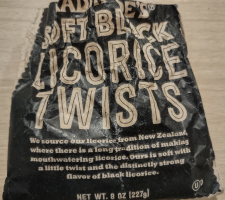 SOFT BLACK
LICORICE
TWISTS
We source our licorice from New Zealand,
where there is a long tradition of making
mouthwatering licorice. Ours is soft with
a little twist and the distinctly strong
flavor of black licorice.
NET WT. 8 OZ (227g)